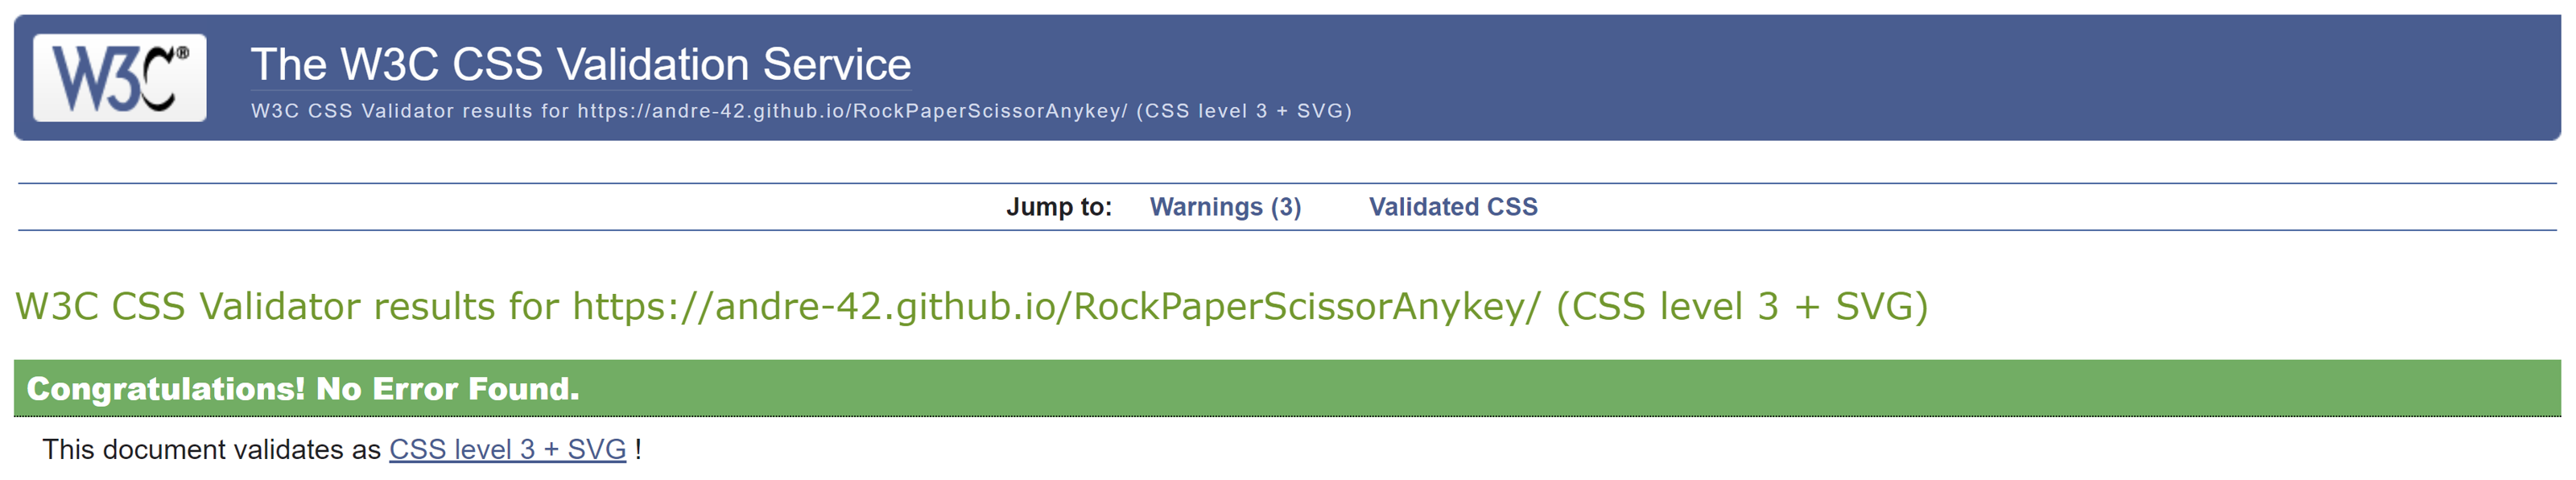 W3C®
The W3C CSS Validation Service
W3C CSS Validator results for https://andre-42.github.io/RockPaperScissorAnykey/ (CSS level 3 + SVG)
Jump to: Warnings (3) Validated CSS
W3C CSS Validator results for https://andre-42.github.io/RockPaperScissorAnykey/ (CSS level 3 + SVG)
Congratulations! No Error Found.
This document validates as CSS level 3 + SVG !